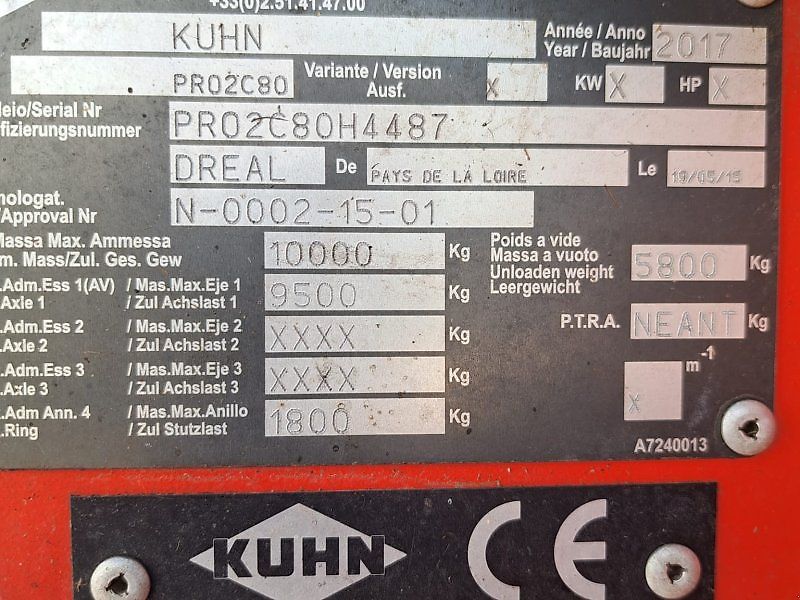 +33(0)2.51.41.47.00
KUHN Année / Anno Year / Baujahr 2017
PR02C80 Variante / Version Ausf. X KW X HP X
/Serial Nr
fizierungsnummer PR02C80H4487
DREAL De PAYS DE LA LOIRE Le 19/05/15
nologat.
/Approval Nr N-0002-15-01
Massa Max. Ammessa
m. Mass/Zul. Ges. Gew 10000 Kg
Poids a vide
Massa a vuoto
Unloaden weight
Leergewicht 5800 Kg
.Adm.Ess 1(AV) / Mas.Max.Eje 1
.Axle 1 / Zul Achslast 1 9500 Kg
P.T.R.A. NEANT Kg
.Adm.Ess 2 / Mas.Max.Eje 2
.Axle 2 / Zul Achslast 2 XXXX Kg
.Adm.Ess 3 / Mas.Max.Eje 3
.Axle 3 / Zul Achslast 3 XXXX Kg
X m-1
.Adm Ann. 4 / Mas.Max.Anillo
.Ring / Zul Stutzlast 1800 Kg
A7240013
KUHN CE